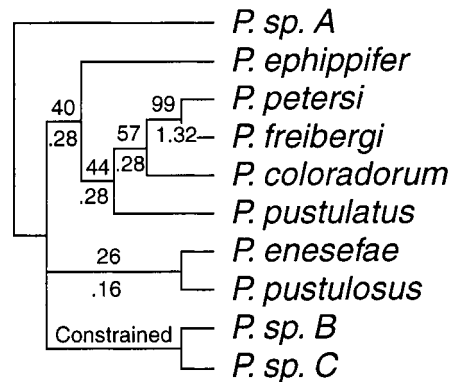 P. sp. A
P. ephippifer
40
99
P. petersi
.28
57
1.32
P. freibergi
44
.28
P. coloradorum
.28
P. pustulatus
26
P. enesefae
.16
P. pustulosus
Constrained
P. sp. B
P. sp. C